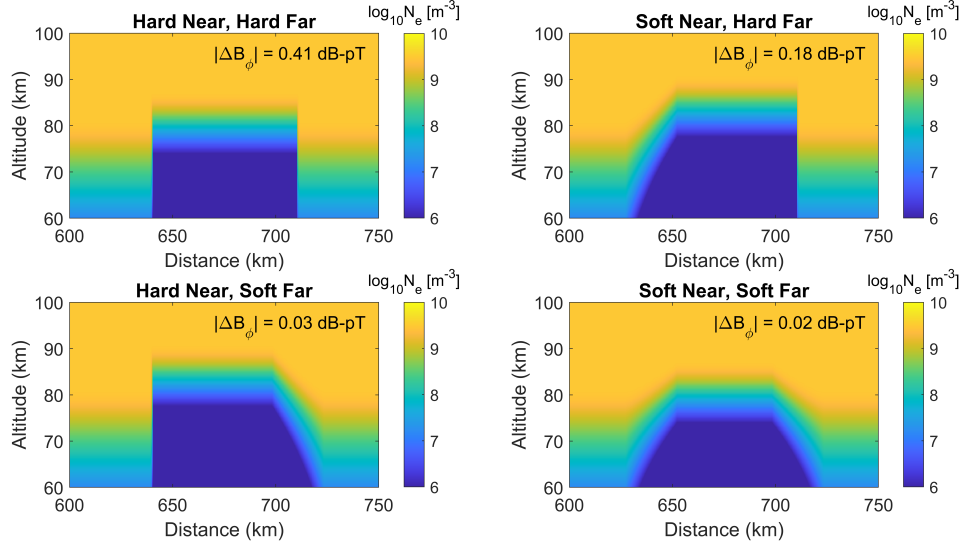 Hard Near, Hard Far
log10Ne [m-3]
|ΔBϕ| = 0.41 dB-pT
100
90
80
70
60
Altitude (km)
600
650
700
750
Distance (km)
10
9
8
7
6
Soft Near, Hard Far
log10Ne [m-3]
|ΔBϕ| = 0.18 dB-pT
100
90
80
70
60
Altitude (km)
600
650
700
750
Distance (km)
10
9
8
7
6
Hard Near, Soft Far
log10Ne [m-3]
|ΔBϕ| = 0.03 dB-pT
100
90
80
70
60
Altitude (km)
600
650
700
750
Distance (km)
10
9
8
7
6
Soft Near, Soft Far
log10Ne [m-3]
|ΔBϕ| = 0.02 dB-pT
100
90
80
70
60
Altitude (km)
600
650
700
750
Distance (km)
10
9
8
7
6